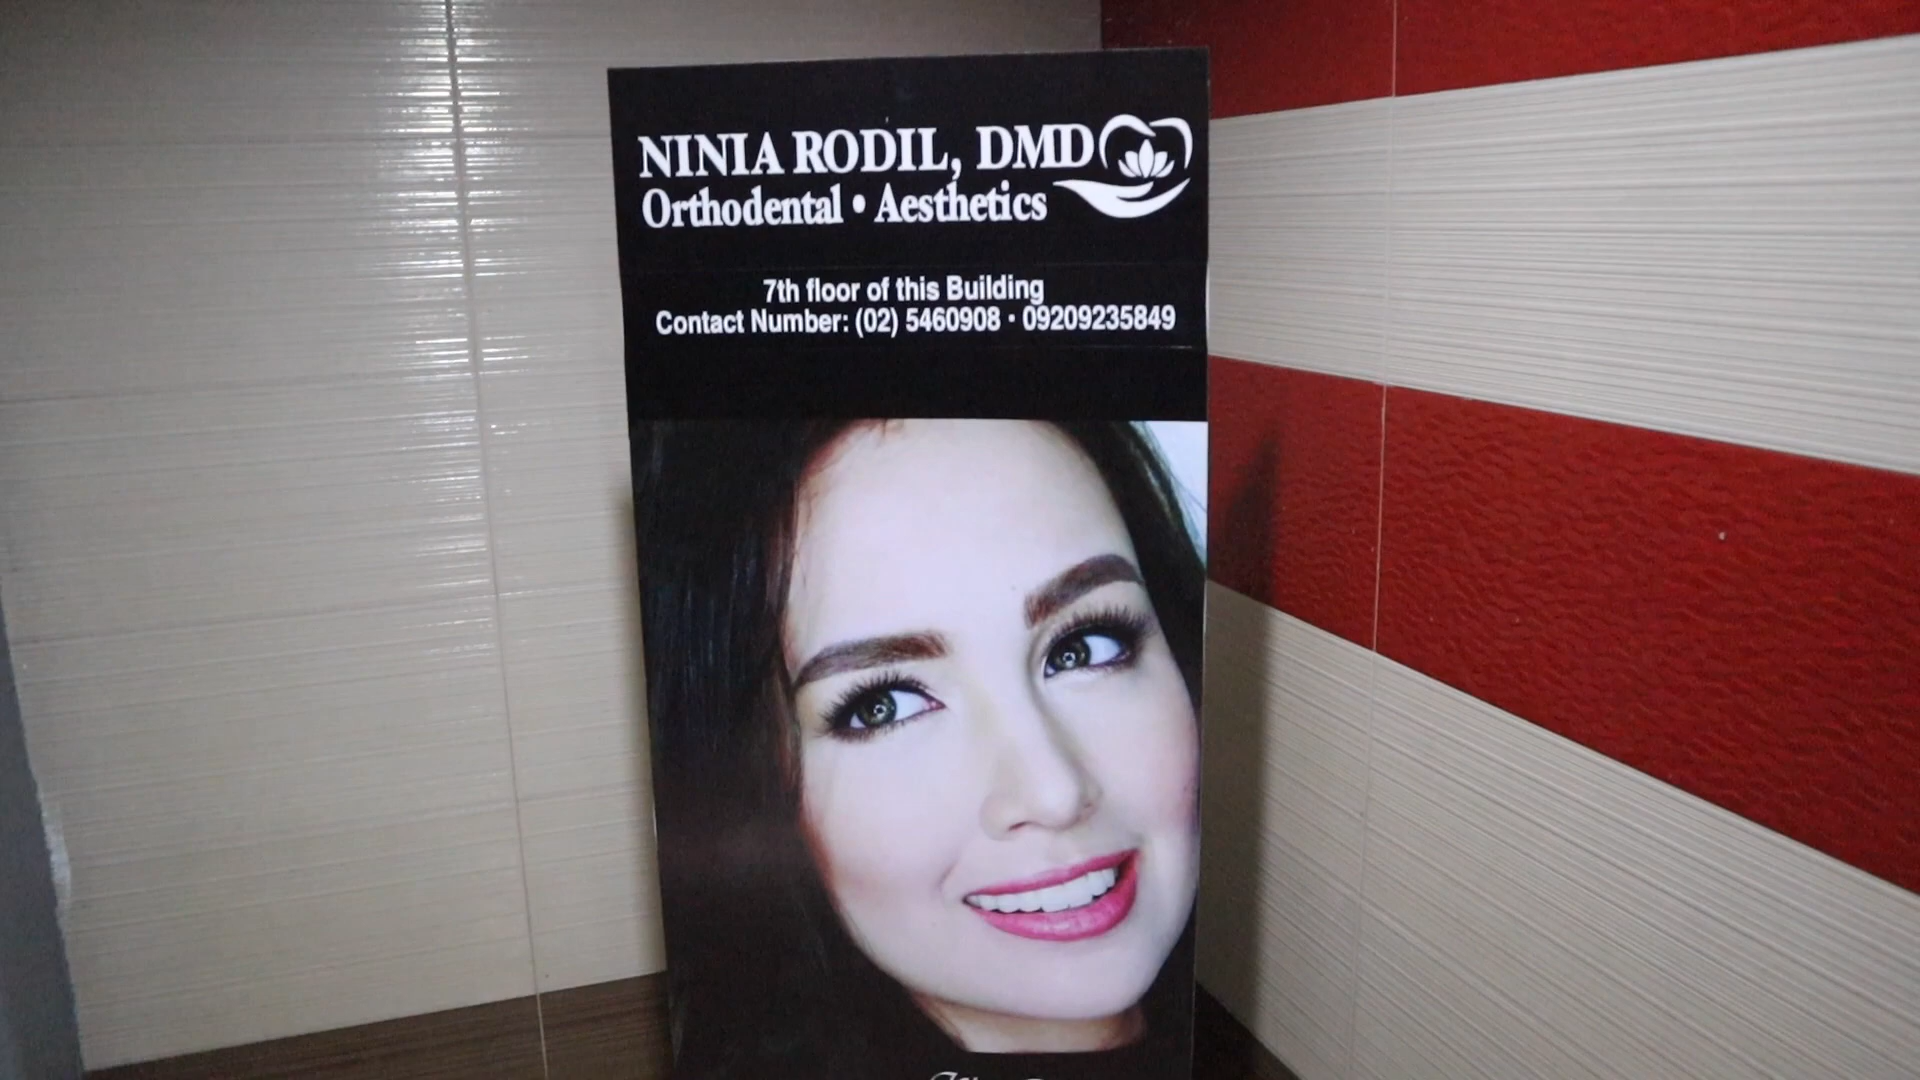 NINIA RODIL, DMD
Orthodental • Aesthetics
7th floor of this Building
Contact Number: (02) 5460908 • 09209235849